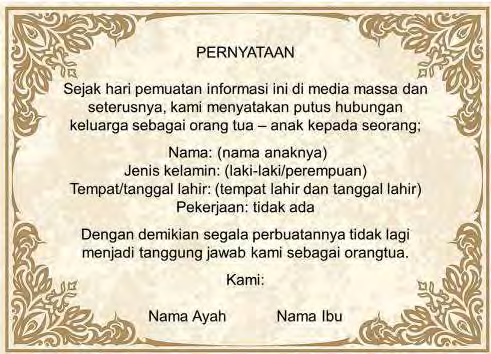 PERNYATAAN
Sejak hari pemuatan informasi ini di media massa dan
seterusnya, kami menyatakan putus hubungan
keluarga sebagai orang tua – anak kepada seorang;
Nama: (nama anaknya)
Jenis kelamin: (laki-laki/perempuan)
Tempat/tanggal lahir: (tempat lahir dan tanggal lahir)
Pekerjaan: tidak ada
Dengan demikian segala perbuatannya tidak lagi
menjadi tanggung jawab kami sebagai orangtua.
Kami:
Nama Ayah Nama Ibu